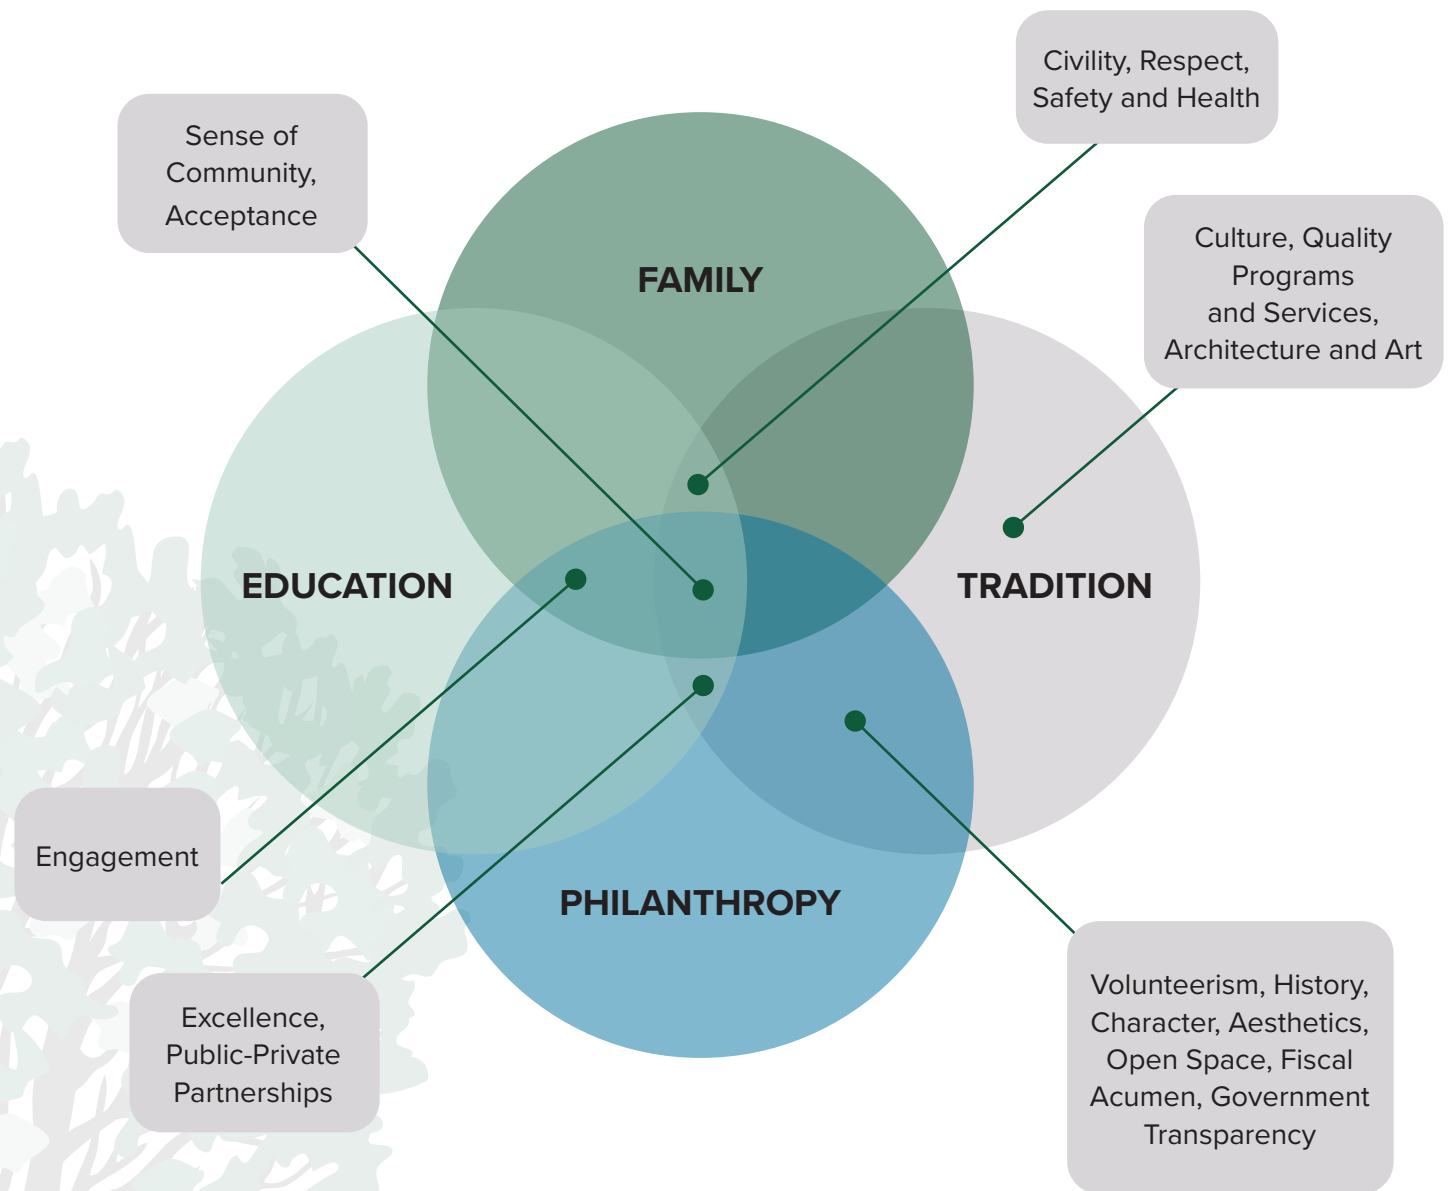 Civility, Respect,
Safety and Health
Sense of
Community,
Acceptance
Culture, Quality
Programs
and Services,
Architecture and Art
FAMILY
EDUCATION
TRADITION
Engagement
PHILANTHROPY
Excellence,
Public-Private
Partnerships
Volunteerism, History,
Character, Aesthetics,
Open Space, Fiscal
Acumen, Government
Transparency